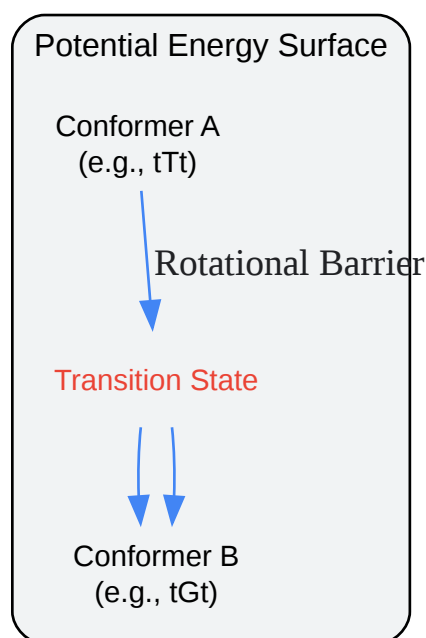 Potential Energy Surface
Conformer A
(e.g., tTt)
Rotational Barrier
Transition State
Conformer B
(e.g., tGt)